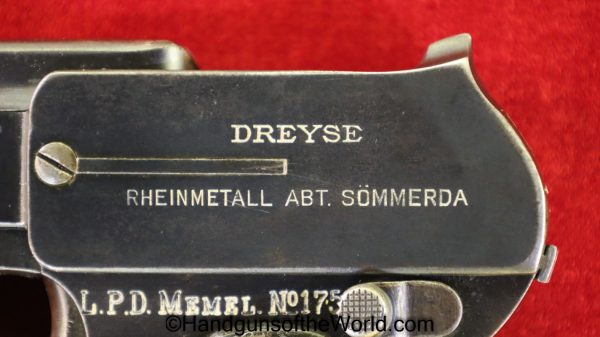 DREYSE
RHEINMETALL ABT. SÖMMERDA
L.P.D. MEMEL. No175
©HandgunsoftheWorld.com